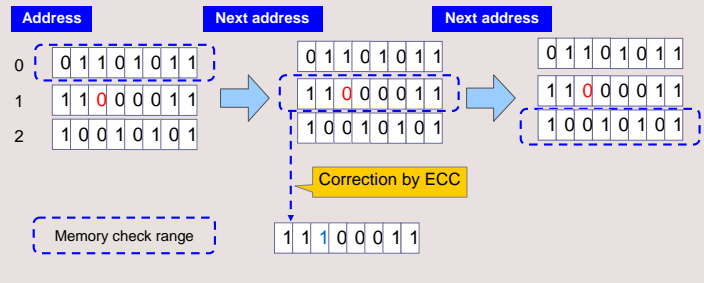 Address
Next address
Next address
0
0 1 1 0 1 0 1 1
1
1 1 0 0 0 0 1 1
2
1 0 0 1 0 1 0 1
0 1 1 0 1 0 1 1
1 1 0 0 0 0 1 1
1 0 0 1 0 1 0 1
0 1 1 0 1 0 1 1
1 1 0 0 0 0 1 1
1 0 0 1 0 1 0 1
Correction by ECC
Memory check range
1 1 1 0 0 0 1 1